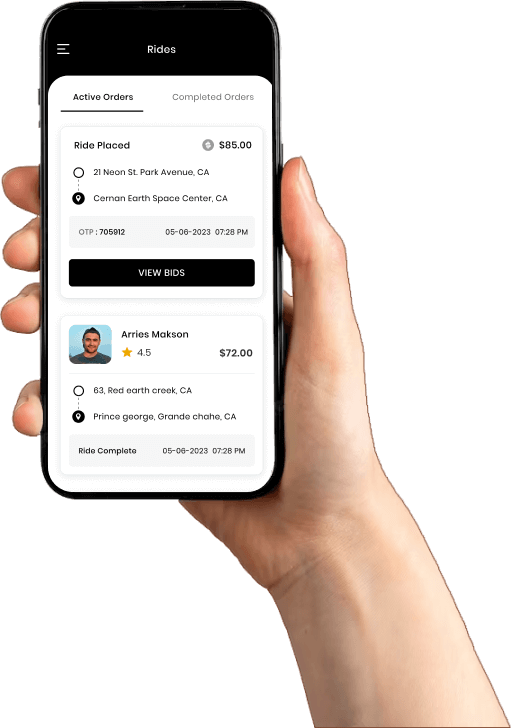 Rides
Active Orders Completed Orders
Ride Placed $85.00
21 Neon St. Park Avenue, CA
Cernan Earth Space Center, CA
OTP : 705912 05-06-2023 07:28 PM
VIEW BIDS
Arries Makson
4.5 $72.00
63, Red earth creek, CA
Prince george, Grande chahe, CA
Ride Complete 05-06-2023 07:28 PM